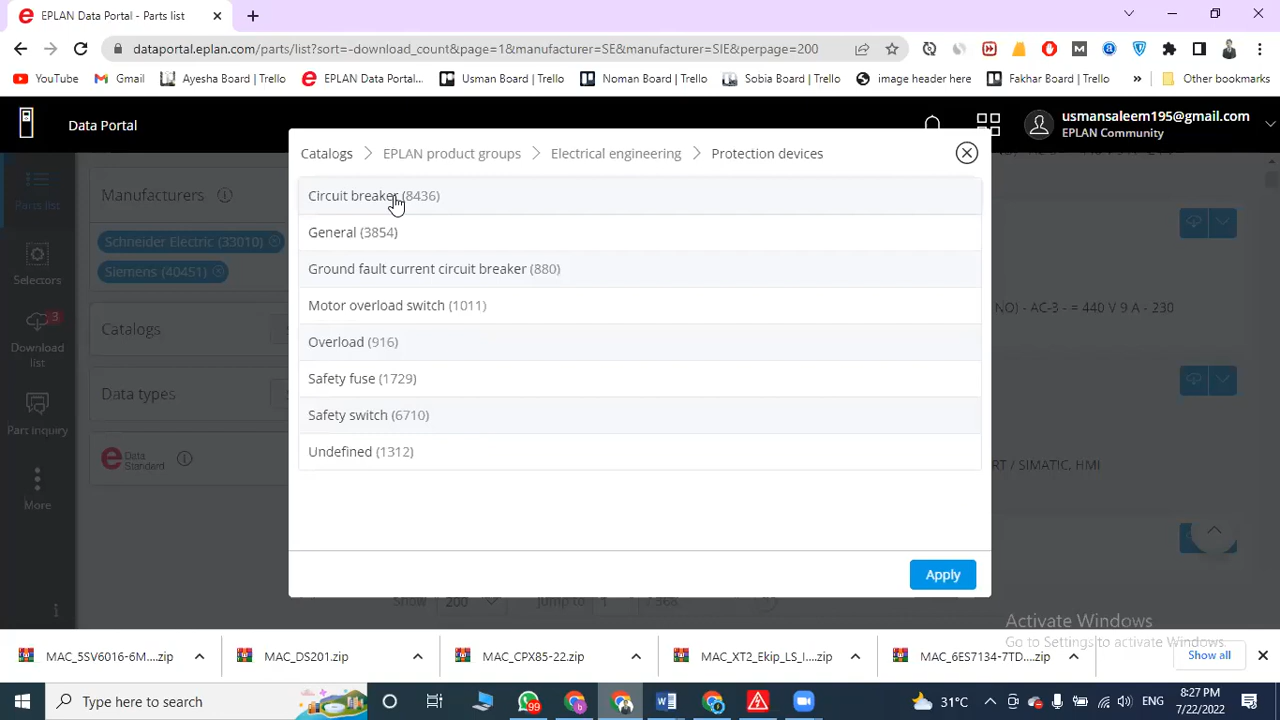 EPLAN Data Portal - Parts list
dataportal.eplan.com/parts/list?sort=-download_count&page=1&manufacturer=SE&manufacturer=SIE&perpage=200
YouTube Gmail Ayesha Board | Trello EPLAN Data Portal... Usman Board | Trello Noman Board | Trello Sobia Board | Trello image header here Fakhar Board | Trello » Other bookmarks
Data Portal
usmansaleem195@gmail.com
EPLAN Community
Catalogs > EPLAN product groups > Electrical engineering > Protection devices
Circuit breaker (8436)
General (3854)
Ground fault current circuit breaker (880)
Motor overload switch (1011)
Overload (916)
Safety fuse (1729)
Safety switch (6710)
Undefined (1312)
Apply
Parts list
Selectors
3
Download
list
Part inquiry
More
Manufacturers
Schneider Electric (33010)
Siemens (40451)
Catalogs
Data types
Data
Standard
NO) - AC-3 - = 440 V 9 A - 230
RT / SIMATIC, HMI
Show 200 Jump to 1 / 368
Activate Windows
Go to Settings to activate Windows.
MAC_5SV6016-6M....zip MAC_DS201.zip MAC_CPX85-22.zip MAC_XT2_Ekip_LS_I....zip MAC_6ES7134-7TD....zip Show all
Type here to search
99
31°C
ENG
8:27 PM
7/22/2022